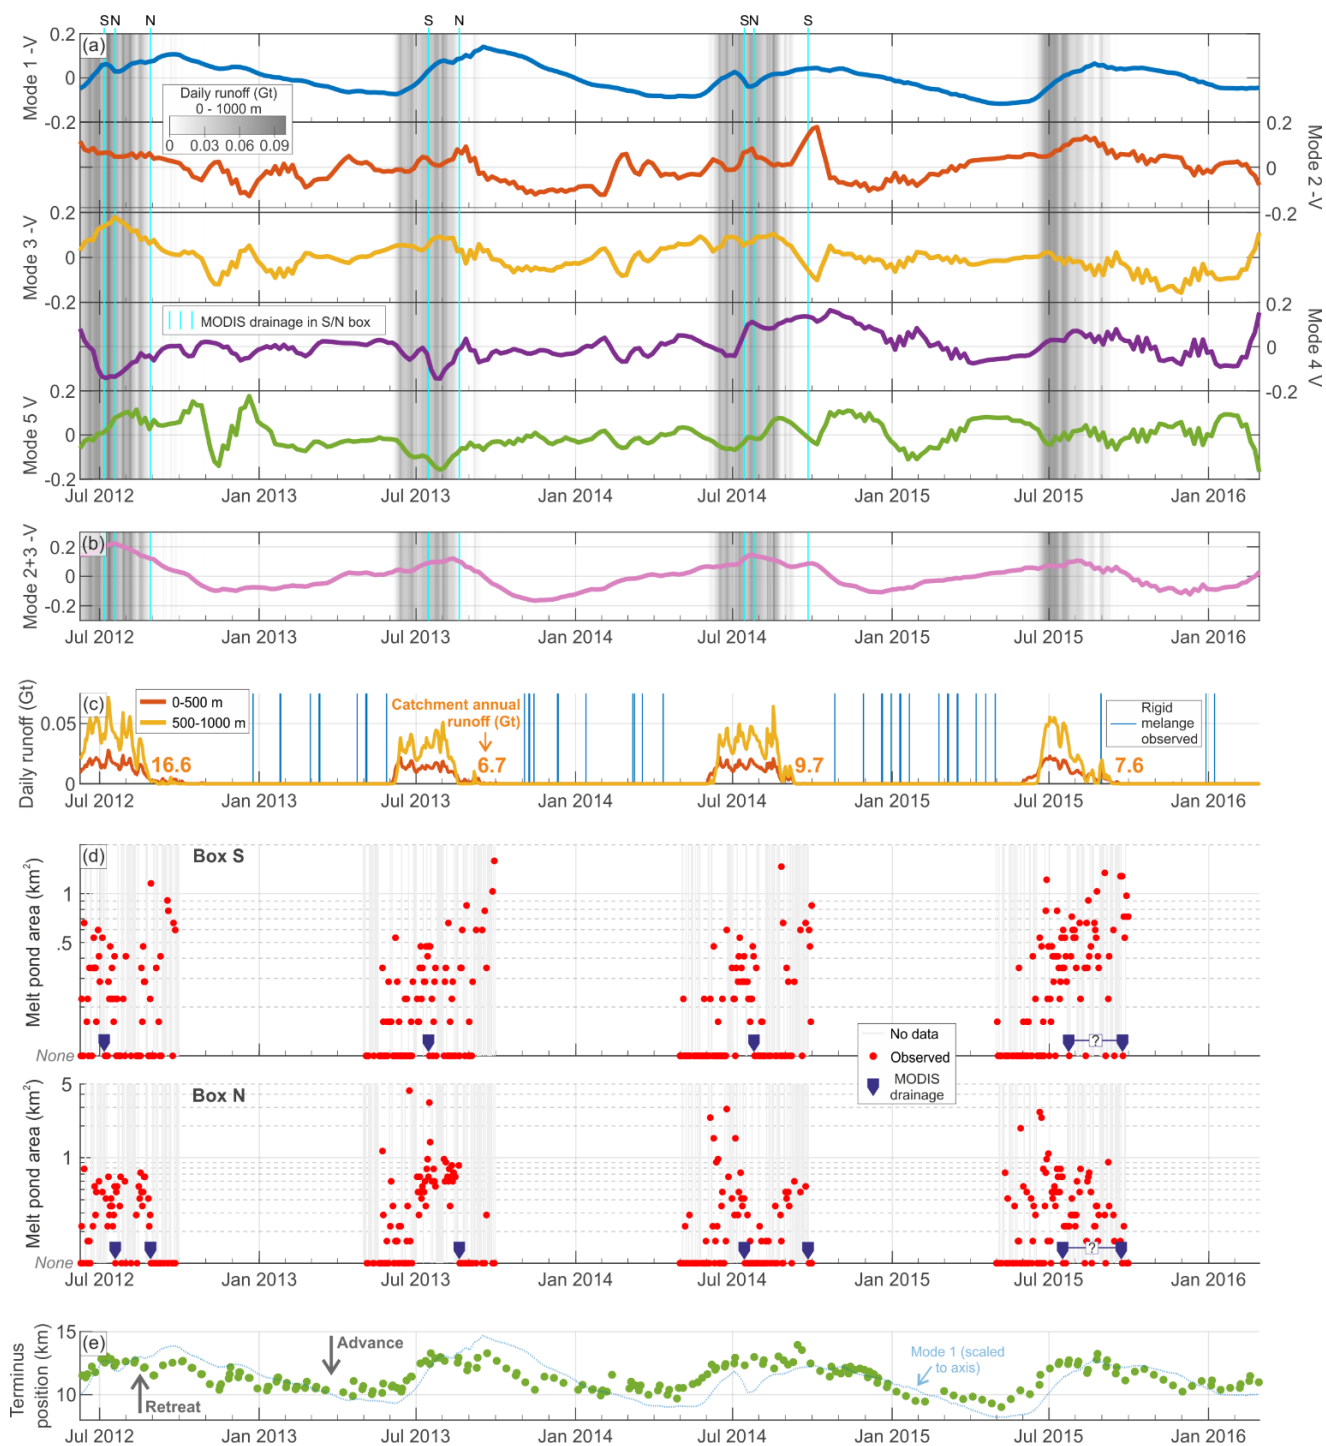 S N N S N S N S
(a)
0.2
0
-0.2
Mode 1 -V
Daily runoff (Gt)
0 - 1000 m
0 0.03 0.06 0.09
0.2
0
-0.2
Mode 2 -V
0.2
0
-0.2
Mode 3 -V
MODIS drainage in S/N box
0.2
0
-0.2
Mode 4 V
0.2
0
-0.2
Mode 5 V
Jul 2012 Jan 2013 Jul 2013 Jan 2014 Jul 2014 Jan 2015 Jul 2015 Jan 2016
(b)
0.2
0
-0.2
Mode 2+3 -V
Jul 2012 Jan 2013 Jul 2013 Jan 2014 Jul 2014 Jan 2015 Jul 2015 Jan 2016
(c)
0.05
0
Daily runoff (Gt)
0-500 m
500-1000 m
Catchment annual
runoff (Gt)
Rigid
melange
observed
16.6 6.7 9.7 7.6
Jul 2012 Jan 2013 Jul 2013 Jan 2014 Jul 2014 Jan 2015 Jul 2015 Jan 2016
(d)
Box S
1
.5
None
Melt pond area (km²)
?
No data
Observed
MODIS
drainage
Box N
5
1
None
Melt pond area (km²)
?
Jul 2012 Jan 2013 Jul 2013 Jan 2014 Jul 2014 Jan 2015 Jul 2015 Jan 2016
(e)
15
10
Terminus
position (km)
Advance
Retreat
Mode 1 (scaled
to axis)
Jul 2012 Jan 2013 Jul 2013 Jan 2014 Jul 2014 Jan 2015 Jul 2015 Jan 2016